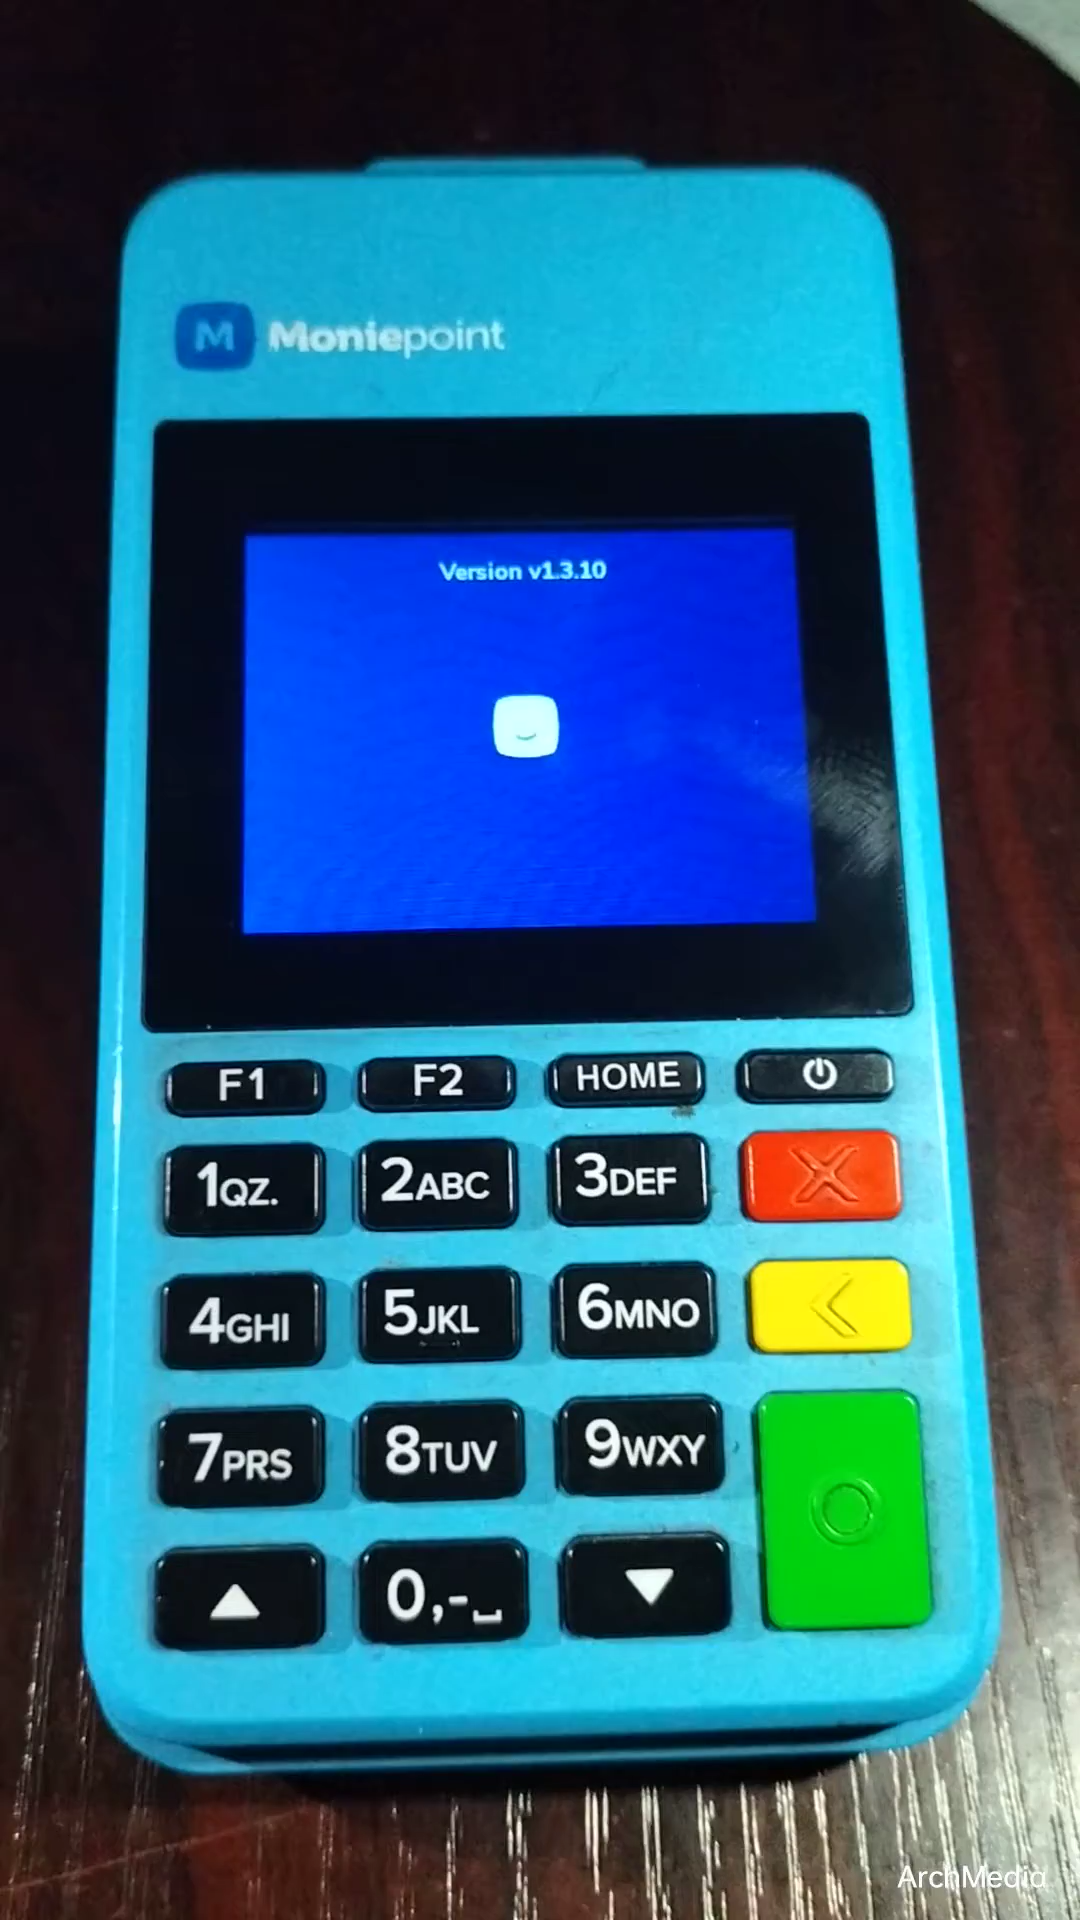 M Moniepoint
Version v1.3.10
F1 F2 HOME
1QZ. 2ABC 3DEF
4GHI 5JKL 6MNO
7PRS 8TUV 9WXY
0,-⎵
ArchMedia